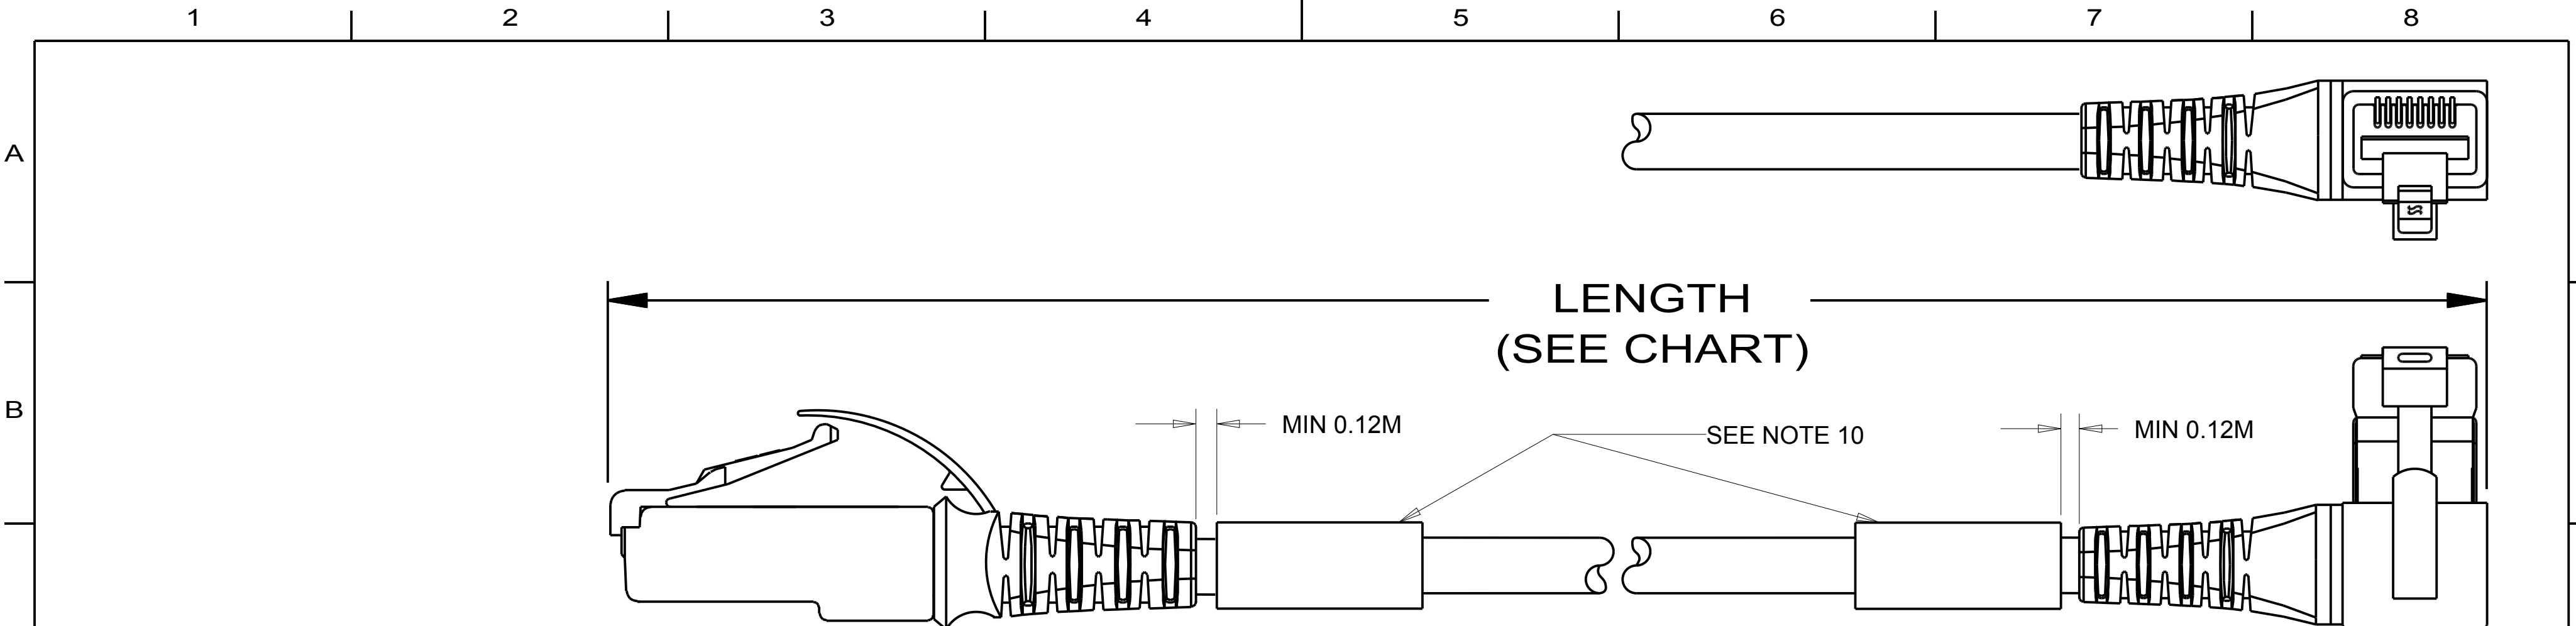 1 2 3 4 5 6 7 8
A
LENGTH
(SEE CHART)
B
MIN 0.12M
SEE NOTE 10
MIN 0.12M